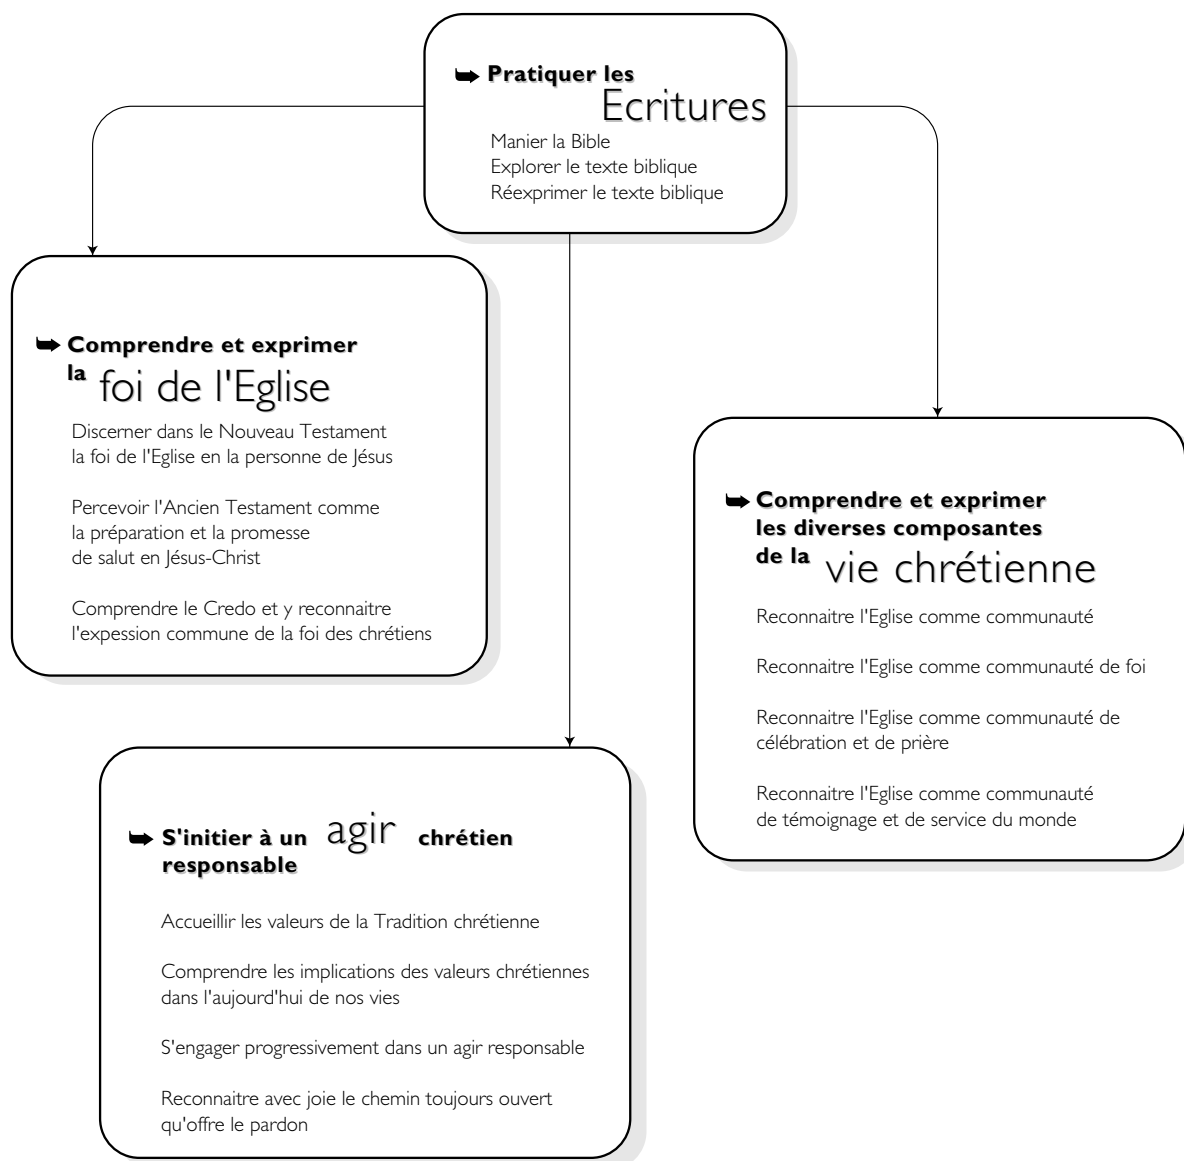 Pratiquer les
Ecritures
Manier la Bible
Explorer le texte biblique
Réexprimer le texte biblique
Comprendre et exprimer
la foi de l'Eglise
Discerner dans le Nouveau Testament
la foi de l'Eglise en la personne de Jésus
Percevoir l'Ancien Testament comme
la préparation et la promesse
de salut en Jésus-Christ
Comprendre le Credo et y reconnaitre
l'expession commune de la foi des chrétiens
Comprendre et exprimer
les diverses composantes
de la vie chrétienne
Reconnaitre l'Eglise comme communauté
Reconnaitre l'Eglise comme communauté de foi
Reconnaitre l'Eglise comme communauté de
célébration et de prière
Reconnaitre l'Eglise comme communauté
de témoignage et de service du monde
S'initier à un agir chrétien
responsable
Accueillir les valeurs de la Tradition chrétienne
Comprendre les implications des valeurs chrétiennes
dans l'aujourd'hui de nos vies
S'engager progressivement dans un agir responsable
Reconnaitre avec joie le chemin toujours ouvert
qu'offre le pardon